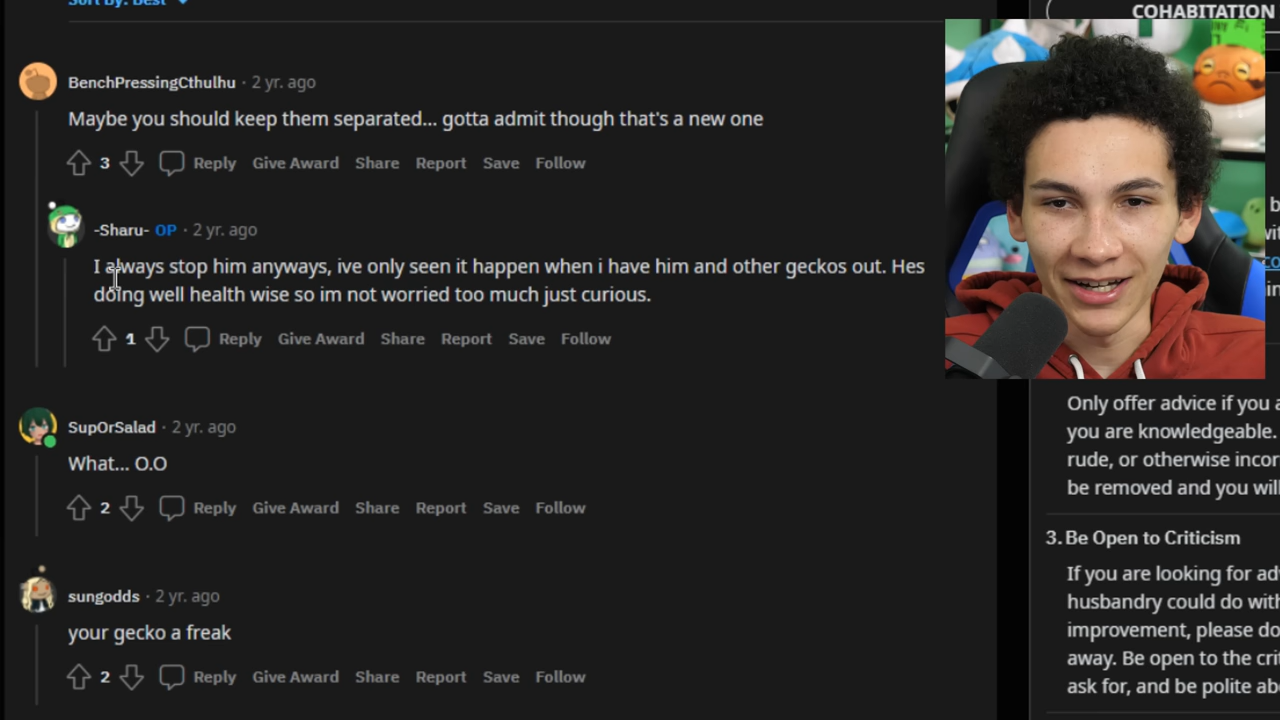 Sort by: Best
COHABITATION
BenchPressingCthulhu · 2 yr. ago
Maybe you should keep them separated... gotta admit though that's a new one
3 Reply Give Award Share Report Save Follow
-Sharu- OP · 2 yr. ago
I always stop him anyways, ive only seen it happen when i have him and other geckos out. Hes
doing well health wise so im not worried too much just curious.
1 Reply Give Award Share Report Save Follow
SupOrSalad · 2 yr. ago
What... O.O
2 Reply Give Award Share Report Save Follow
sungodds · 2 yr. ago
your gecko a freak
2 Reply Give Award Share Report Save Follow
Only offer advice if you a
you are knowledgeable.
rude, or otherwise incor
be removed and you will
3. Be Open to Criticism
If you are looking for ad
husbandry could do with
improvement, please do
away. Be open to the cri
ask for, and be polite ab